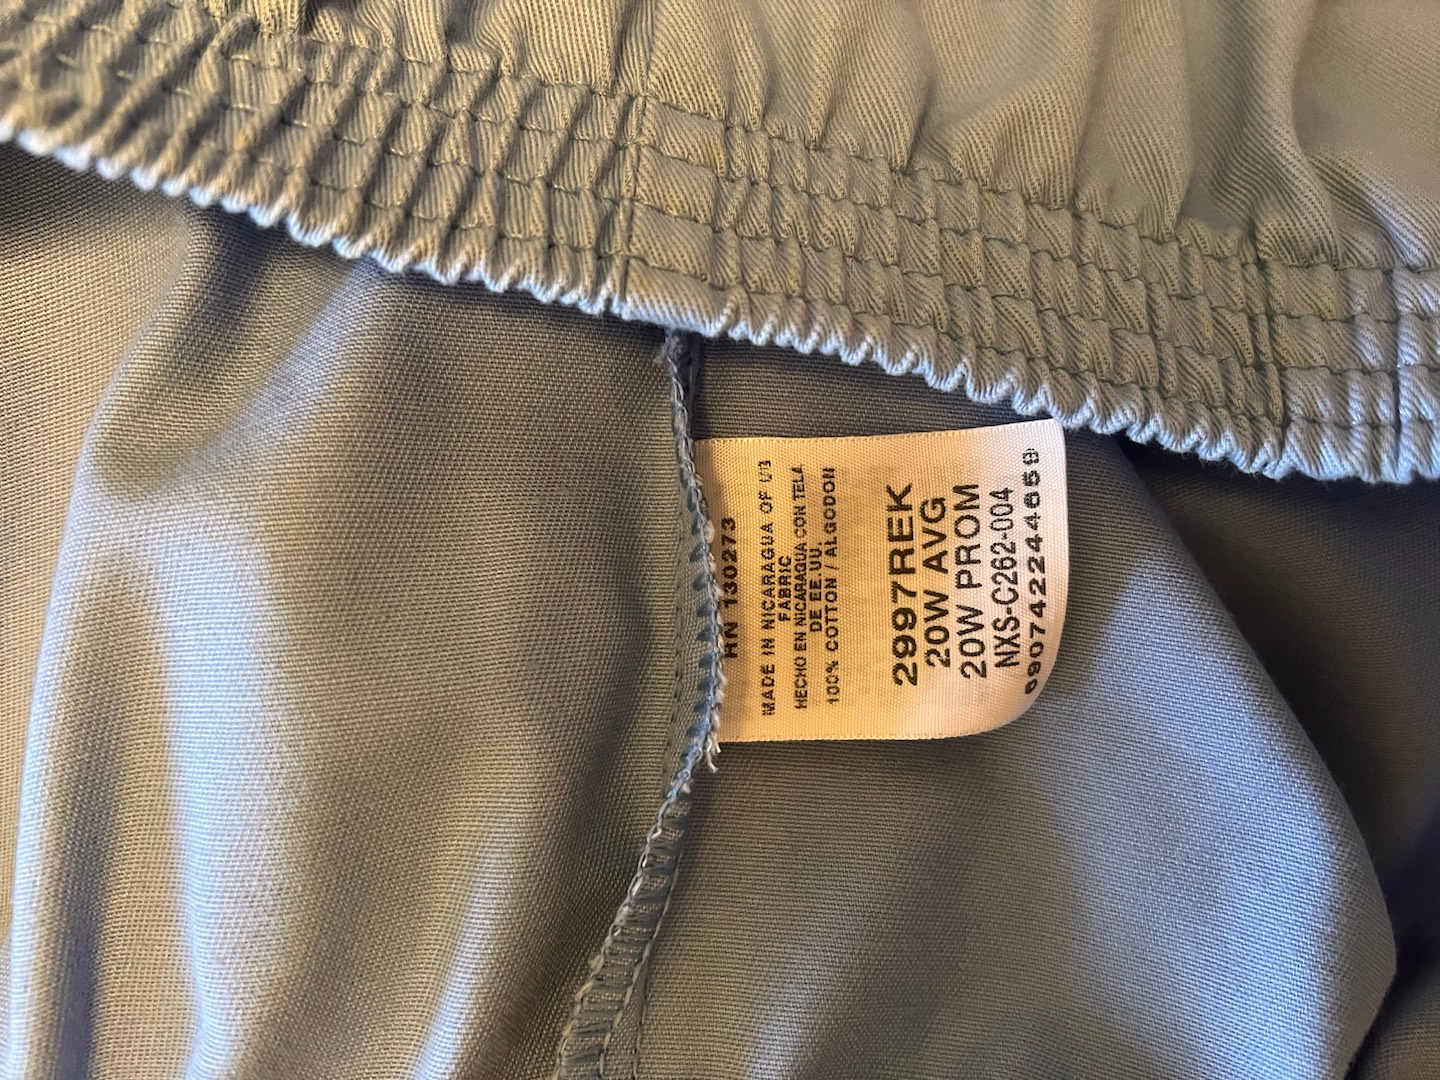 RN 130273
MADE IN NICARAGUA OF US
FABRIC
HECHO EN NICARAGUA CON TELA
DE EE.UU.
100% COTTON / ALGODON
2997REK
20W AVG
20W PROM
NXS-C262-004